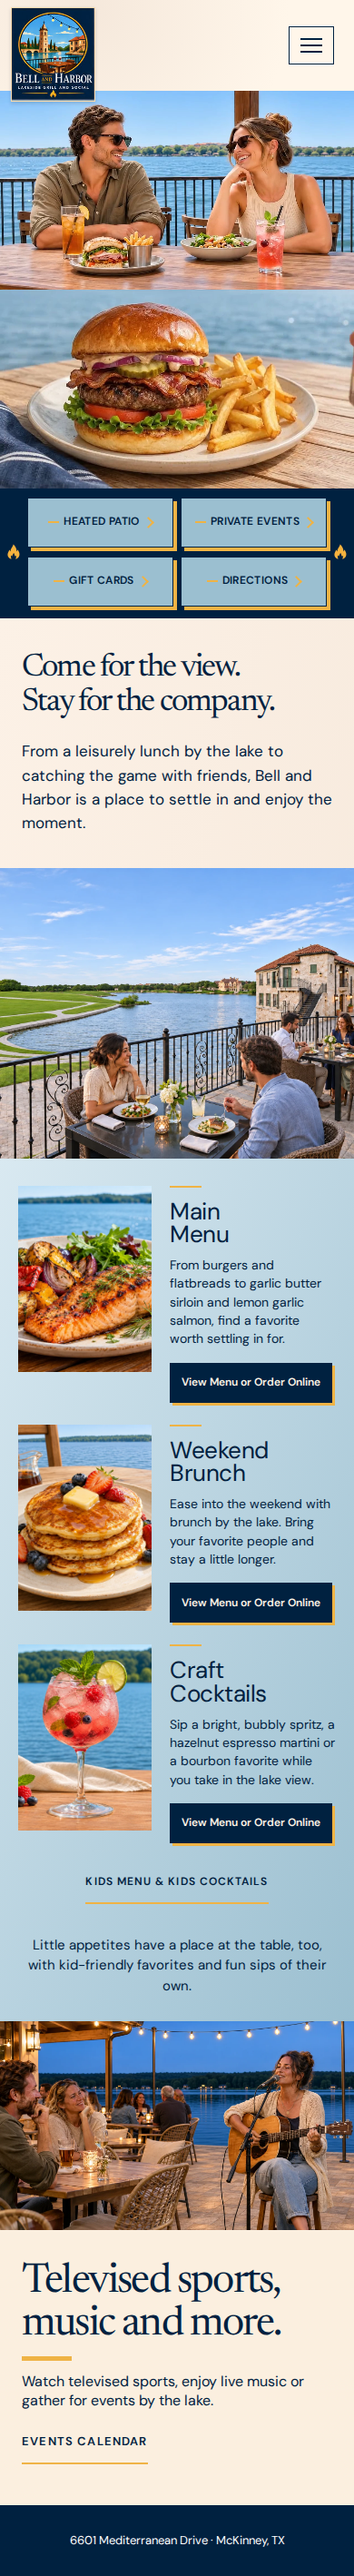 BELL AND HARBOR
LAKESIDE GRILL AND SOCIAL
HEATED PATIO
PRIVATE EVENTS
GIFT CARDS
DIRECTIONS
Come for the view.
Stay for the company.
From a leisurely lunch by the lake to
catching the game with friends, Bell and
Harbor is a place to settle in and enjoy the
moment.
Main
Menu
From burgers and
flatbreads to garlic butter
sirloin and lemon garlic
salmon, find a favorite
worth settling in for.
View Menu or Order Online
Weekend
Brunch
Ease into the weekend with
brunch by the lake. Bring
your favorite people and
stay a little longer.
View Menu or Order Online
Craft
Cocktails
Sip a bright, bubbly spritz, a
hazelnut espresso martini or
a bourbon favorite while
you take in the lake view.
View Menu or Order Online
KIDS MENU & KIDS COCKTAILS
Little appetites have a place at the table, too,
with kid-friendly favorites and fun sips of their
own.
Televised sports,
music and more.
Watch televised sports, enjoy live music or
gather for events by the lake.
EVENTS CALENDAR
6601 Mediterranean Drive · McKinney, TX